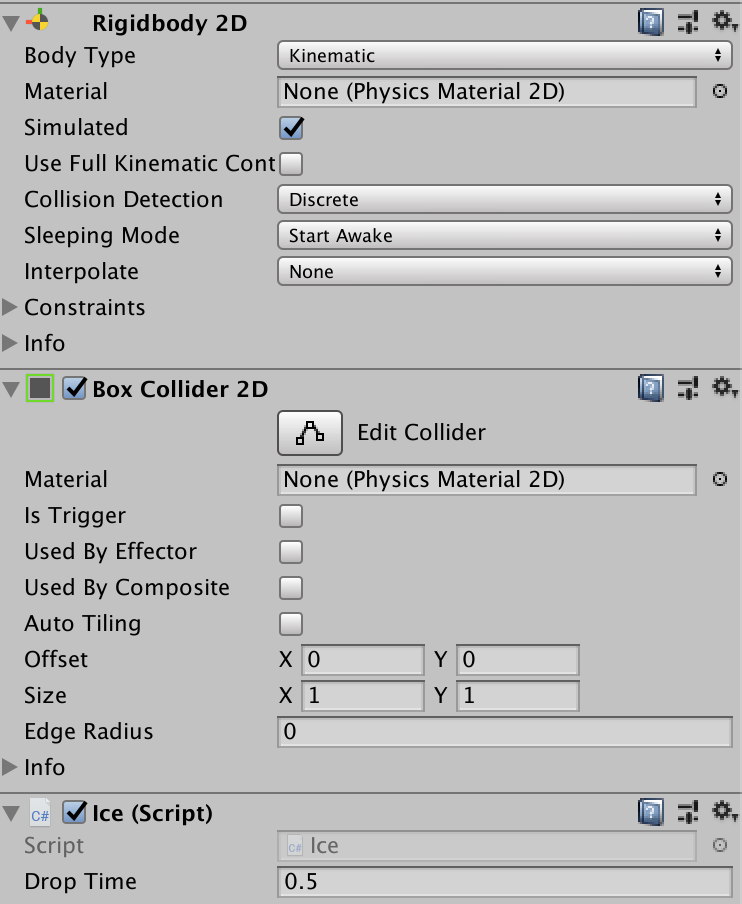 Rigidbody 2D
Body Type Kinematic
Material None (Physics Material 2D)
Simulated
Use Full Kinematic Cont
Collision Detection Discrete
Sleeping Mode Start Awake
Interpolate None
Constraints
Info
Box Collider 2D
Edit Collider
Material None (Physics Material 2D)
Is Trigger
Used By Effector
Used By Composite
Auto Tiling
Offset X 0 Y 0
Size X 1 Y 1
Edge Radius 0
Info
C# Ice (Script)
Script C# Ice
Drop Time 0.5